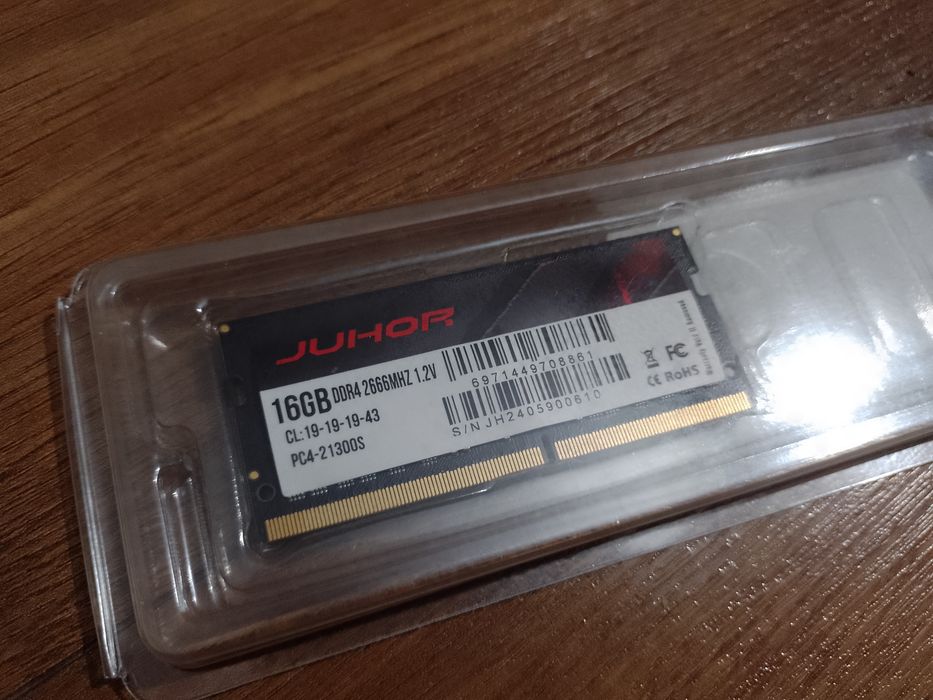 JUHOR
16GB DDR4 2666MHZ 1.2V
CL:19-19-19-43
PC4-21300S
6971449708861
S/N JH2405900610
FC
CE RoHS